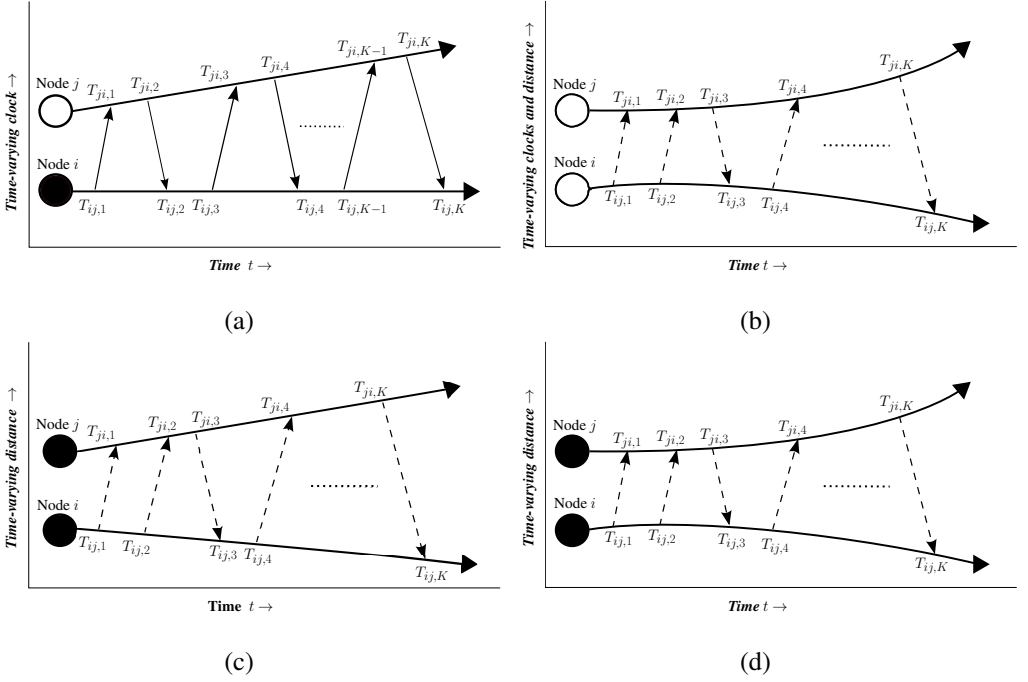 Time-varying clock →
Node j
Node i
T_{ji,1} T_{ji,2} T_{ji,3} T_{ji,4} T_{ji,K−1} T_{ji,K}
T_{ij,1} T_{ij,2} T_{ij,3} T_{ij,4} T_{ij,K−1} T_{ij,K}
Time t →
(a)
Time-varying clocks and distance →
Node j
Node i
T_{ji,1} T_{ji,2} T_{ji,3} T_{ji,4} T_{ji,K}
T_{ij,1} T_{ij,2} T_{ij,3} T_{ij,4} T_{ij,K}
Time t →
(b)
Time-varying distance →
Node j
Node i
T_{ji,1} T_{ji,2} T_{ji,3} T_{ji,4} T_{ji,K}
T_{ij,1} T_{ij,2} T_{ij,3} T_{ij,4} T_{ij,K}
Time t →
(c)
Time-varying distance →
Node j
Node i
T_{ji,1} T_{ji,2} T_{ji,3} T_{ji,4} T_{ji,K}
T_{ij,1} T_{ij,2} T_{ij,3} T_{ij,4} T_{ij,K}
Time t →
(d)